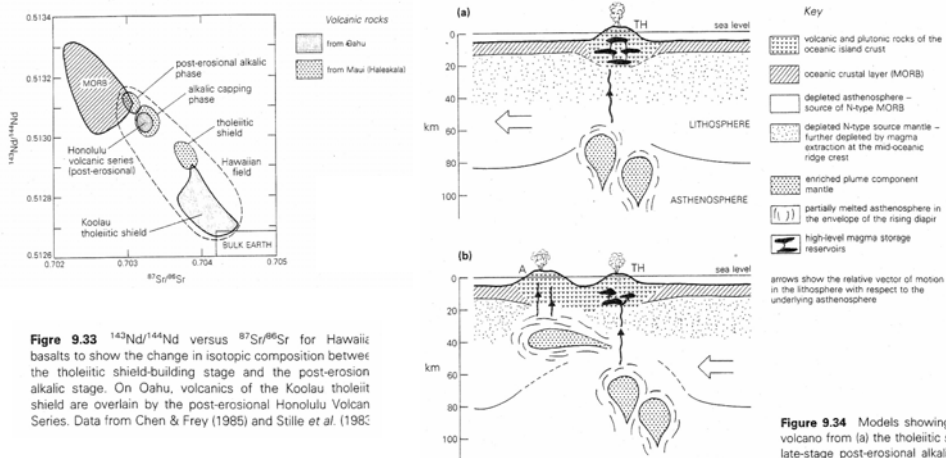 0.5134
0.5132
0.5130
0.5128
0.5126
¹⁴³Nd/¹⁴⁴Nd
MORB
post-erosional alkalic
phase
alkalic capping
phase
Honolulu
volcanic series
(post-erosional)
tholeiitic
shield
Hawaiian
field
Koolau
tholeiitic shield
BULK EARTH
0.702
0.703
0.704
0.705
⁸⁷Sr/⁸⁶Sr
Volcanic rocks
from Oahu
from Maui (Haleakala)
Figre 9.33 ¹⁴³Nd/¹⁴⁴Nd versus ⁸⁷Sr/⁸⁶Sr for Hawaiia
basalts to show the change in isotopic composition betwee
the tholeiitic shield-building stage and the post-erosion
alkalic stage. On Oahu, volcanics of the Koolau tholeiit
shield are overlain by the post-erosional Honolulu Volcan
Series. Data from Chen & Frey (1985) and Stille et al. (1983
(a)
TH
sea level
0
20
40
km
60
80
100
LITHOSPHERE
ASTHENOSPHERE
(b)
A
TH
sea level
0
20
40
km
60
80
100
Key
volcanic and plutonic rocks of the
oceanic island crust
oceanic crustal layer (MORB)
depleted asthenosphere –
source of N-type MORB
depleted N-type source mantle –
further depleted by magma
extraction at the mid-oceanic
ridge crest
enriched plume component
mantle
partially melted asthenosphere in
the envelope of the rising diapir
high-level magma storage
reservoirs
arrows show the relative vector of motion
in the lithosphere with respect to the
underlying asthenosphere
Figure 9.34 Models showing
volcano from (a) the tholeiitic s
late-stage post-erosional alkali